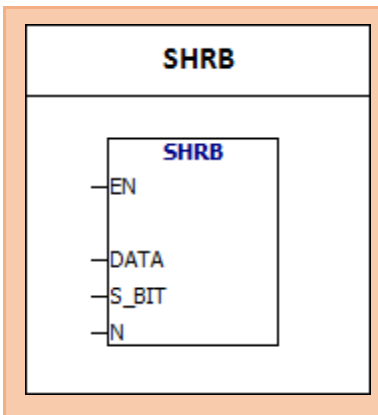 SHRB
SHRB
EN
DATA
S_BIT
N